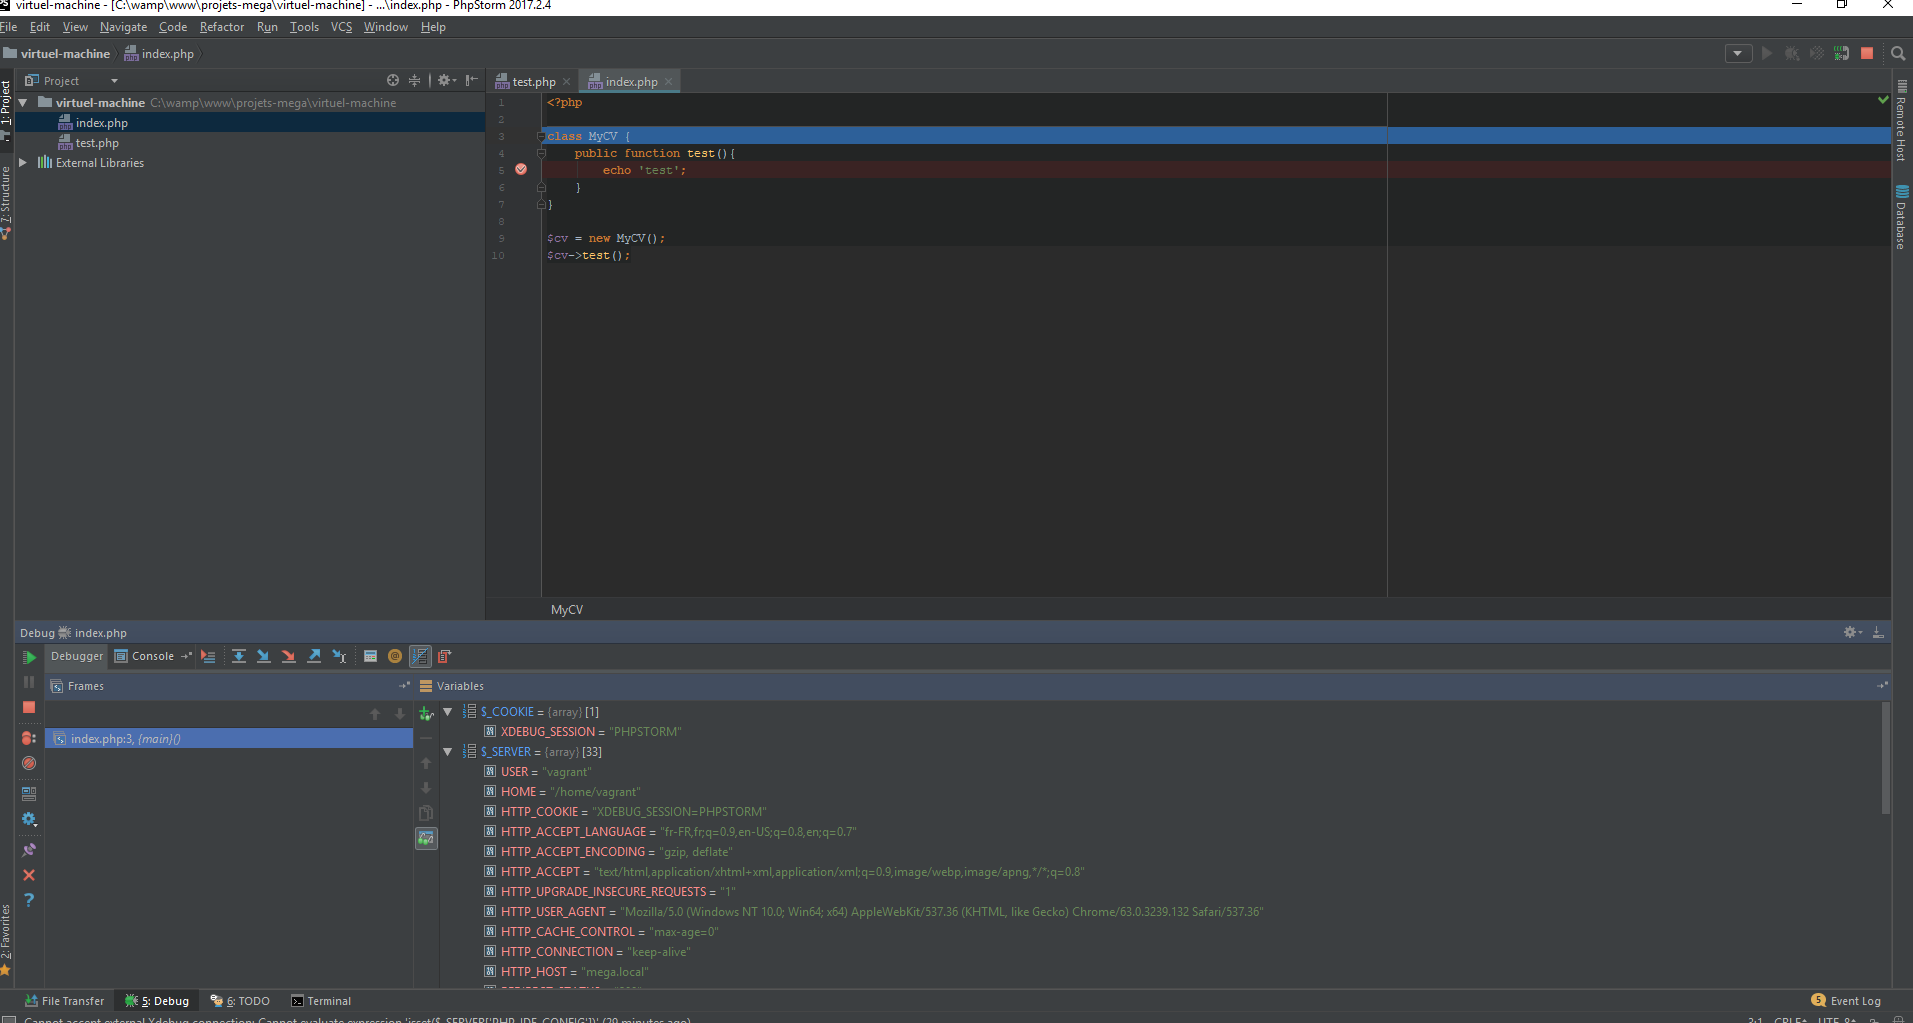 virtuel-machine - [C:\wamp\www\projets-mega\virtuel-machine] - ...\index.php - PhpStorm 2017.2.4
File Edit View Navigate Code Refactor Run Tools VCS Window Help
virtuel-machine index.php
Project
test.php
index.php
1: Project
7: Structure
2: Favorites
virtuel-machine C:\wamp\www\projets-mega\virtuel-machine
index.php
test.php
External Libraries
1 <?php
2
3 class MyCV {
4 public function test(){
5 echo 'test';
6 }
7 }
8
9 $cv = new MyCV();
10 $cv->test();
MyCV
Remote Host
Database
Debug index.php
Debugger Console
Frames
Variables
index.php:3, {main}()
$_COOKIE = {array} [1]
XDEBUG_SESSION = "PHPSTORM"
$_SERVER = {array} [33]
USER = "vagrant"
HOME = "/home/vagrant"
HTTP_COOKIE = "XDEBUG_SESSION=PHPSTORM"
HTTP_ACCEPT_LANGUAGE = "fr-FR,fr;q=0.9,en-US;q=0.8,en;q=0.7"
HTTP_ACCEPT_ENCODING = "gzip, deflate"
HTTP_ACCEPT = "text/html,application/xhtml+xml,application/xml;q=0.9,image/webp,image/apng,*/*;q=0.8"
HTTP_UPGRADE_INSECURE_REQUESTS = "1"
HTTP_USER_AGENT = "Mozilla/5.0 (Windows NT 10.0; Win64; x64) AppleWebKit/537.36 (KHTML, like Gecko) Chrome/63.0.3239.132 Safari/537.36"
HTTP_CACHE_CONTROL = "max-age=0"
HTTP_CONNECTION = "keep-alive"
HTTP_HOST = "mega.local"
File Transfer 5: Debug 6: TODO Terminal 5 Event Log
Cannot accept external Xdebug connection: Cannot evaluate expression 'isset($_SERVER['PHP_IDE_CONFIG'])' (29 minutes ago) 3:1 CRLF UTF-8